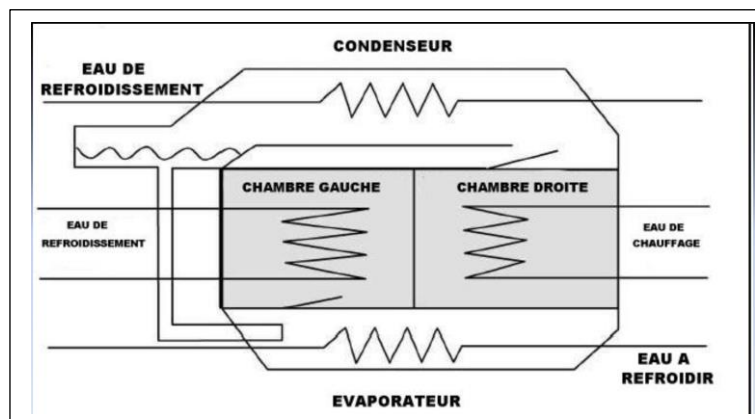 CONDENSEUR
EAU DE
REFROIDISSEMENT
CHAMBRE GAUCHE
CHAMBRE DROITE
EAU DE
REFROIDISSEMENT
EAU DE
CHAUFFAGE
EAU A
REFROIDIR
EVAPORATEUR